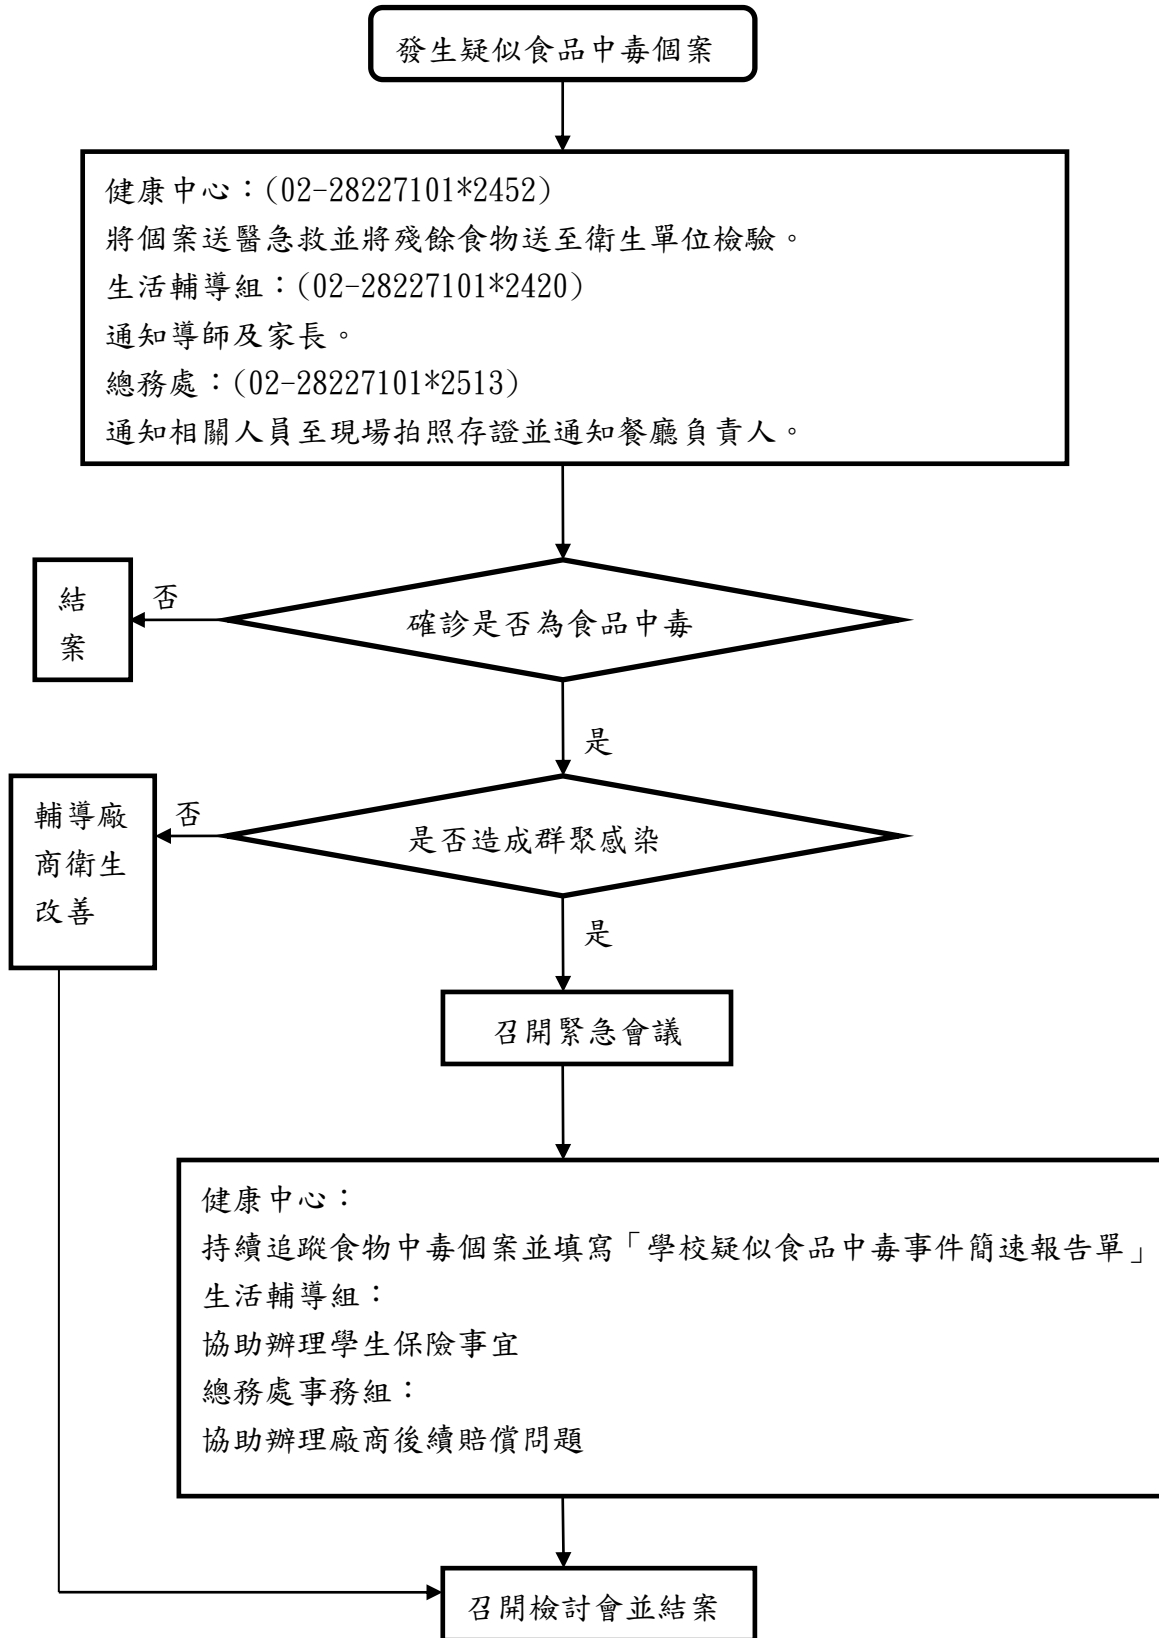 發生疑似食品中毒個案
健康中心：(02-28227101*2452)
將個案送醫急救並將殘餘食物送至衛生單位檢驗。
生活輔導組：(02-28227101*2420)
通知導師及家長。
總務處：(02-28227101*2513)
通知相關人員至現場拍照存證並通知餐廳負責人。
結
案
否
確診是否為食品中毒
是
輔導廠
商衛生
改善
否
是否造成群聚感染
是
召開緊急會議
健康中心：
持續追蹤食物中毒個案並填寫「學校疑似食品中毒事件簡速報告單」
生活輔導組：
協助辦理學生保險事宜
總務處事務組：
協助辦理廠商後續賠償問題
召開檢討會並結案